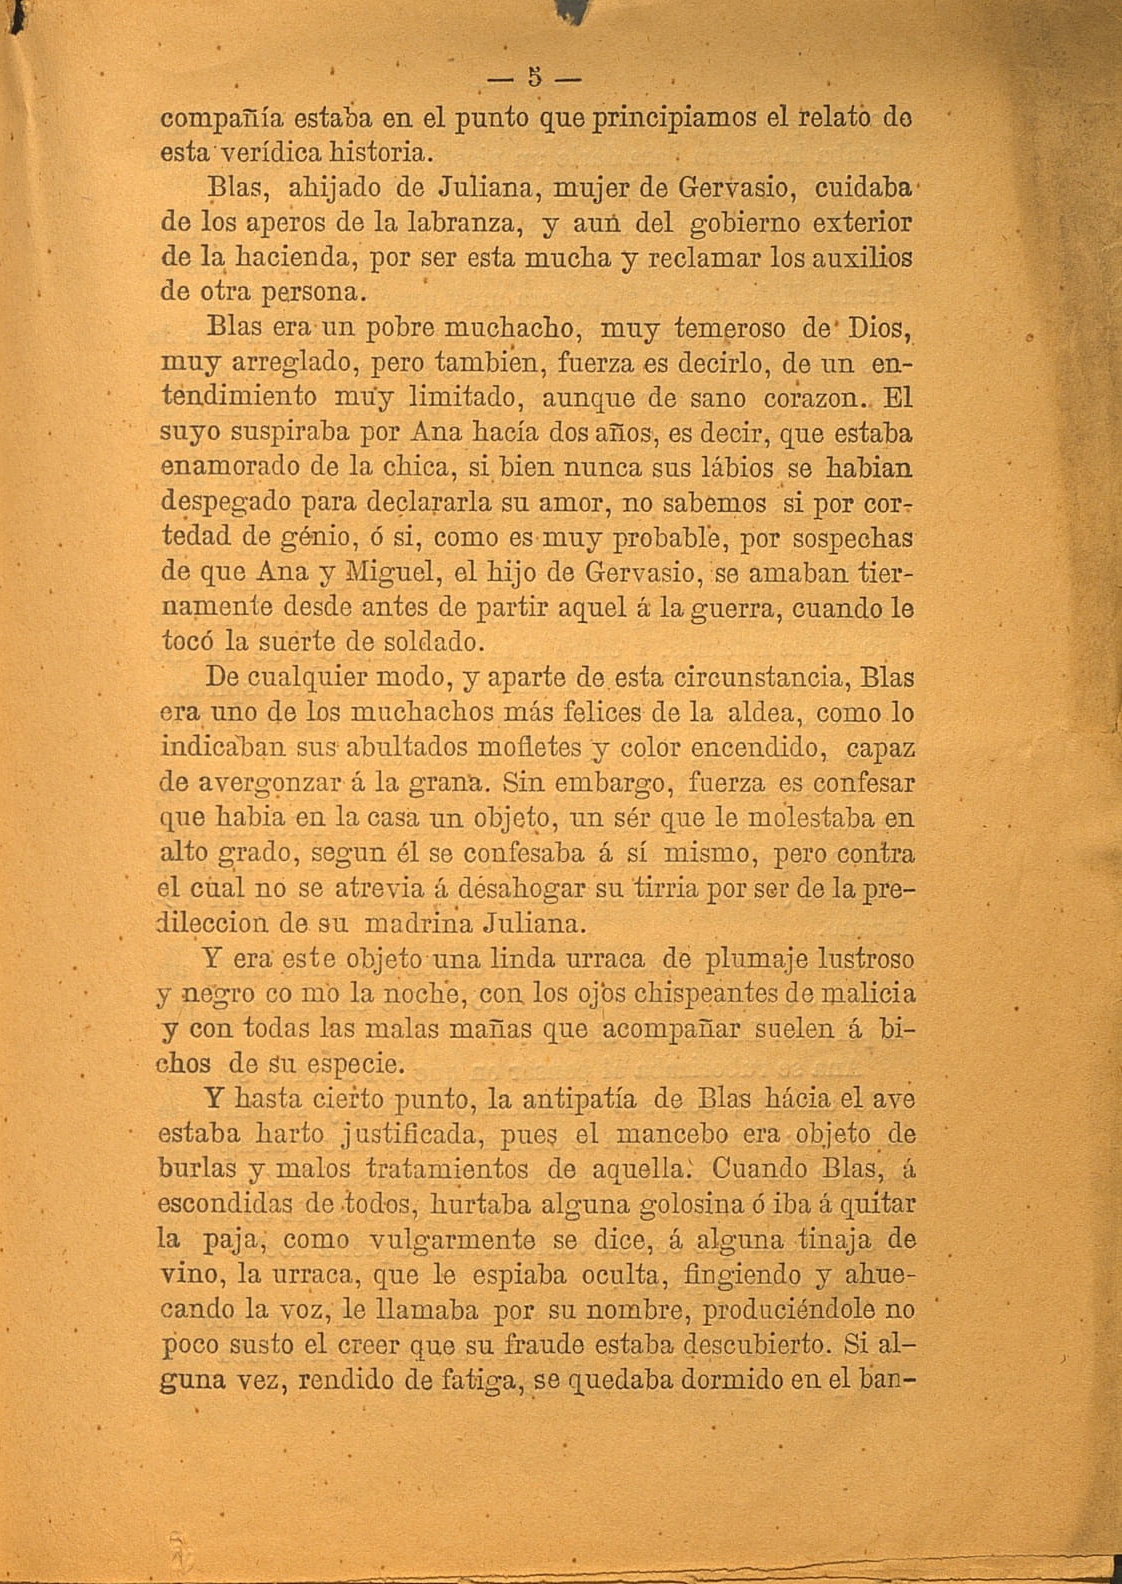 — 5 —
compañía estaba en el punto que principiamos el relato de
esta verídica historia.
Blas, ahijado de Juliana, mujer de Gervasio, cuidaba
de los aperos de la labranza, y aun del gobierno exterior
de la hacienda, por ser esta mucha y reclamar los auxilios
de otra persona.
Blas era un pobre muchacho, muy temeroso de Dios,
muy arreglado, pero tambien, fuerza es decirlo, de un en-
tendimiento muy limitado, aunque de sano corazon. El
suyo suspiraba por Ana hacía dos años, es decir, que estaba
enamorado de la chica, si bien nunca sus lábios se habian
despegado para declararla su amor, no sabemos si por cor-
tedad de génio, ó si, como es muy probable, por sospechas
de que Ana y Miguel, el hijo de Gervasio, se amaban tier-
namente desde antes de partir aquel á la guerra, cuando le
tocó la suerte de soldado.
De cualquier modo, y aparte de esta circunstancia, Blas
era uno de los muchachos más felices de la aldea, como lo
indicaban sus abultados mofletes y color encendido, capaz
de avergonzar á la grana. Sin embargo, fuerza es confesar
que habia en la casa un objeto, un sér que le molestaba en
alto grado, segun él se confesaba á sí mismo, pero contra
el cual no se atrevia á desahogar su tirria por ser de la pre-
dileccion de su madrina Juliana.
Y era este objeto una linda urraca de plumaje lustroso
y negro co mo la noche, con los ojos chispeantes de malicia
y con todas las malas mañas que acompañar suelen á bi-
chos de su especie.
Y hasta cierto punto, la antipatía de Blas hácia el ave
estaba harto justificada, pues el mancebo era objeto de
burlas y malos tratamientos de aquella. Cuando Blas, á
escondidas de todos, hurtaba alguna golosina ó iba á quitar
la paja, como vulgarmente se dice, á alguna tinaja de
vino, la urraca, que le espiaba oculta, fingiendo y ahue-
cando la voz, le llamaba por su nombre, produciéndole no
poco susto el creer que su fraude estaba descubierto. Si al-
guna vez, rendido de fatiga, se quedaba dormido en el ban-